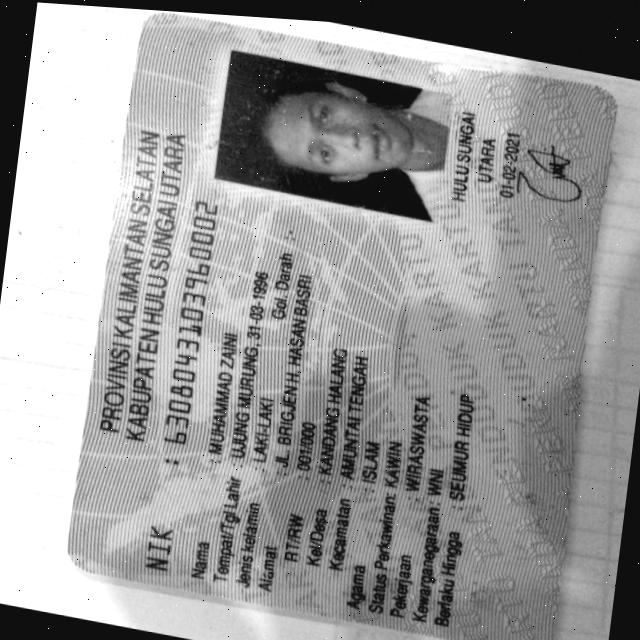 PROVINSI KALIMANTAN SELATAN
KABUPATEN HULU SUNGAI UTARA
NIK : 6306043103960002
Nama : MUHAMMAD ZAINI
Tempat/Tgl Lahir : UJUNG MURUNG, 31-03-1996
Jenis kelamin : LAKI-LAKI Gol. Darah
Alamat : JL. BRIGJEN H. HASAN BASRI
RT/RW : 001/000
Kel/Desa : KANDANG HALANG
Kecamatan : AMUNTAI TENGAH
Agama : ISLAM
Status Perkawinan: KAWIN
Pekerjaan : WIRASWASTA
Kewarganegaraan : WNI
Berlaku Hingga : SEUMUR HIDUP
HULU SUNGAI
UTARA
01-02-2021